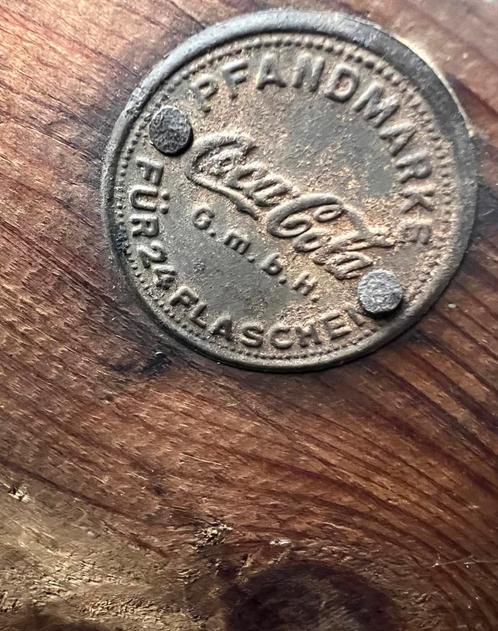 PFANDMARKE
Coca-Cola
G.m.b.H.
FÜR 24 FLASCHEN